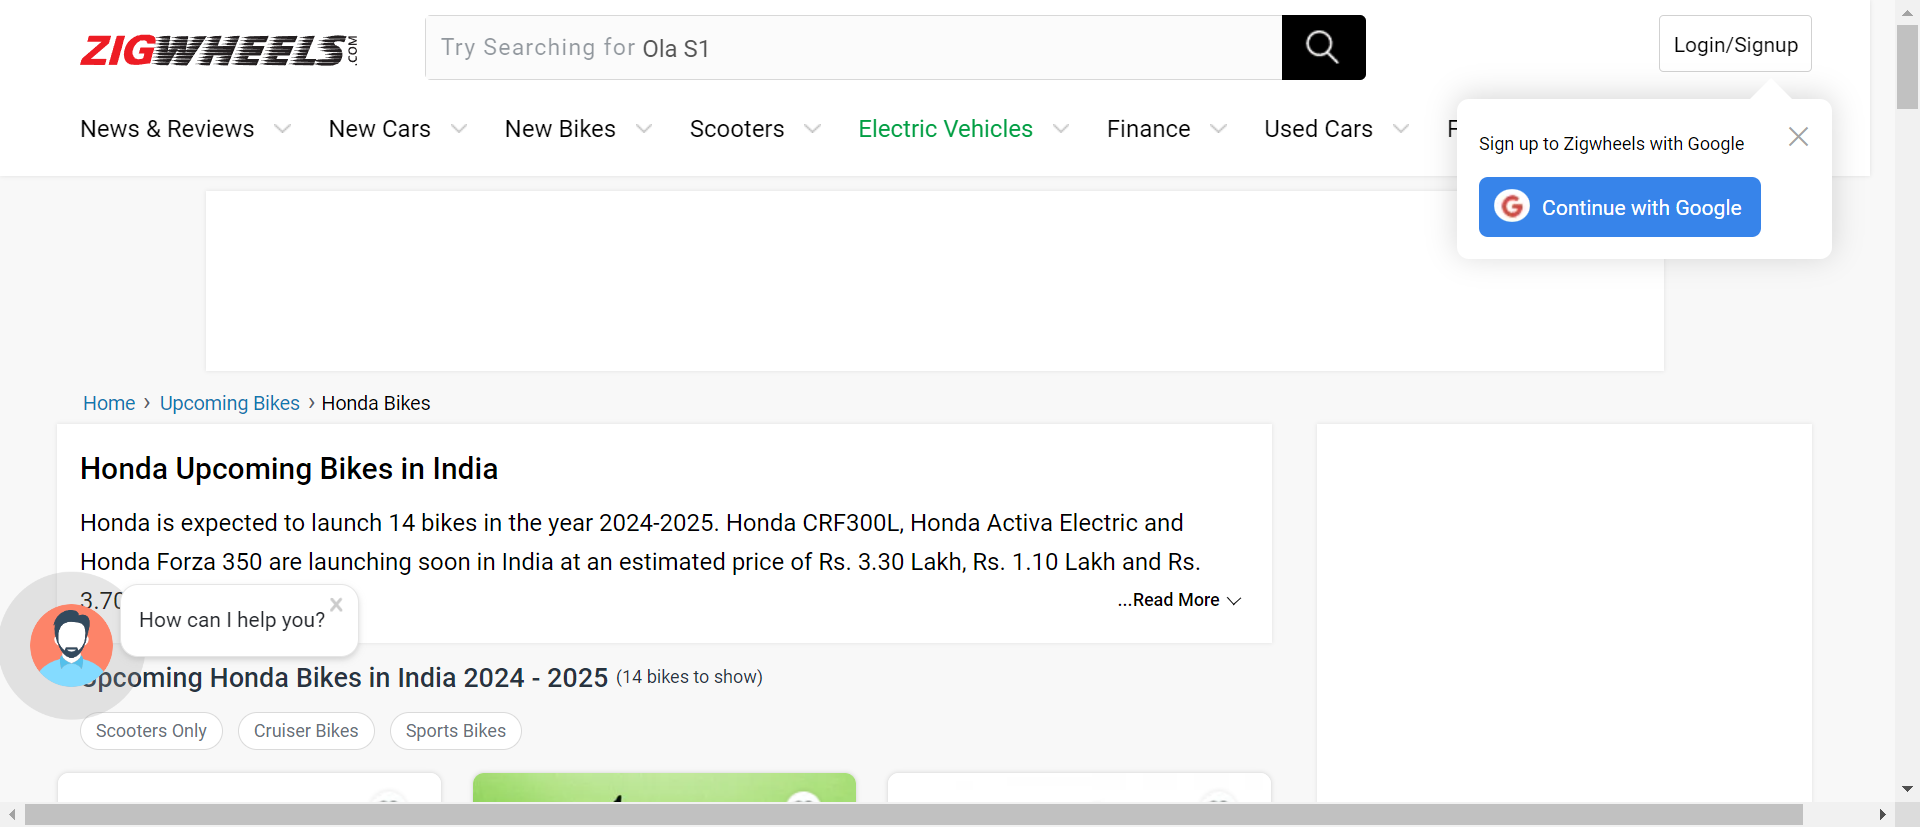 ZIGWHEELS.COM
Try Searching for Ola S1
Login/Signup
News & Reviews
New Cars
New Bikes
Scooters
Electric Vehicles
Finance
Used Cars
F
Sign up to Zigwheels with Google
Continue with Google
Home › Upcoming Bikes › Honda Bikes
Honda Upcoming Bikes in India
Honda is expected to launch 14 bikes in the year 2024-2025. Honda CRF300L, Honda Activa Electric and
Honda Forza 350 are launching soon in India at an estimated price of Rs. 3.30 Lakh, Rs. 1.10 Lakh and Rs.
3.70
...Read More
How can I help you?
Upcoming Honda Bikes in India 2024 - 2025 (14 bikes to show)
Scooters Only
Cruiser Bikes
Sports Bikes